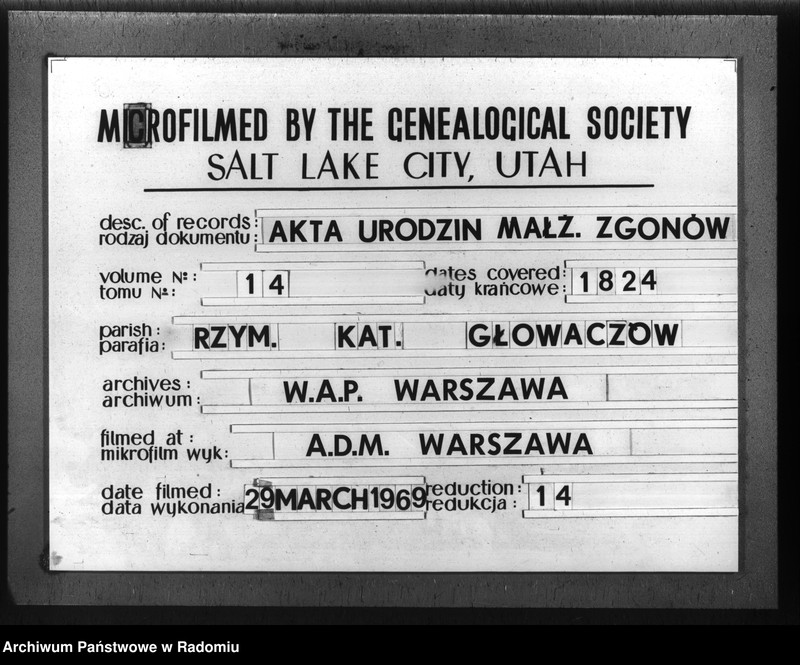 MICROFILMED BY THE GENEALOGICAL SOCIETY
SALT LAKE CITY, UTAH
desc. of records: AKTA URODZIN MAŁŻ. ZGONÓW
rodzaj dokumentu:
volume №: 14 dates covered: 1824
tomu №: daty krańcowe:
parish: RZYM. KAT. GŁOWACZÓW
parafia:
archives: W.A.P. WARSZAWA
archiwum:
filmed at: A.D.M. WARSZAWA
mikrofilm wyk:
date filmed: 29 MARCH 1969 reduction: 14
data wykonania redukcja:
Archiwum Państwowe w Radomiu